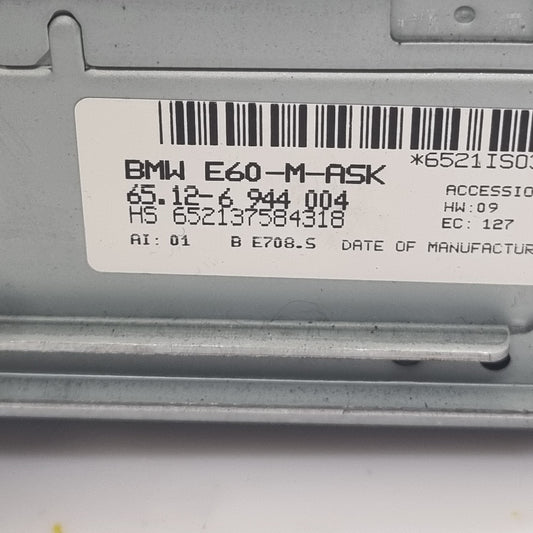 *6521ISO3
BMW E60-M-ASK
65.12-6 944 004
HS 652137584318
ACCESSIO
HW:09
EC: 127
AI: 01 B E708.S DATE OF MANUFACTUR